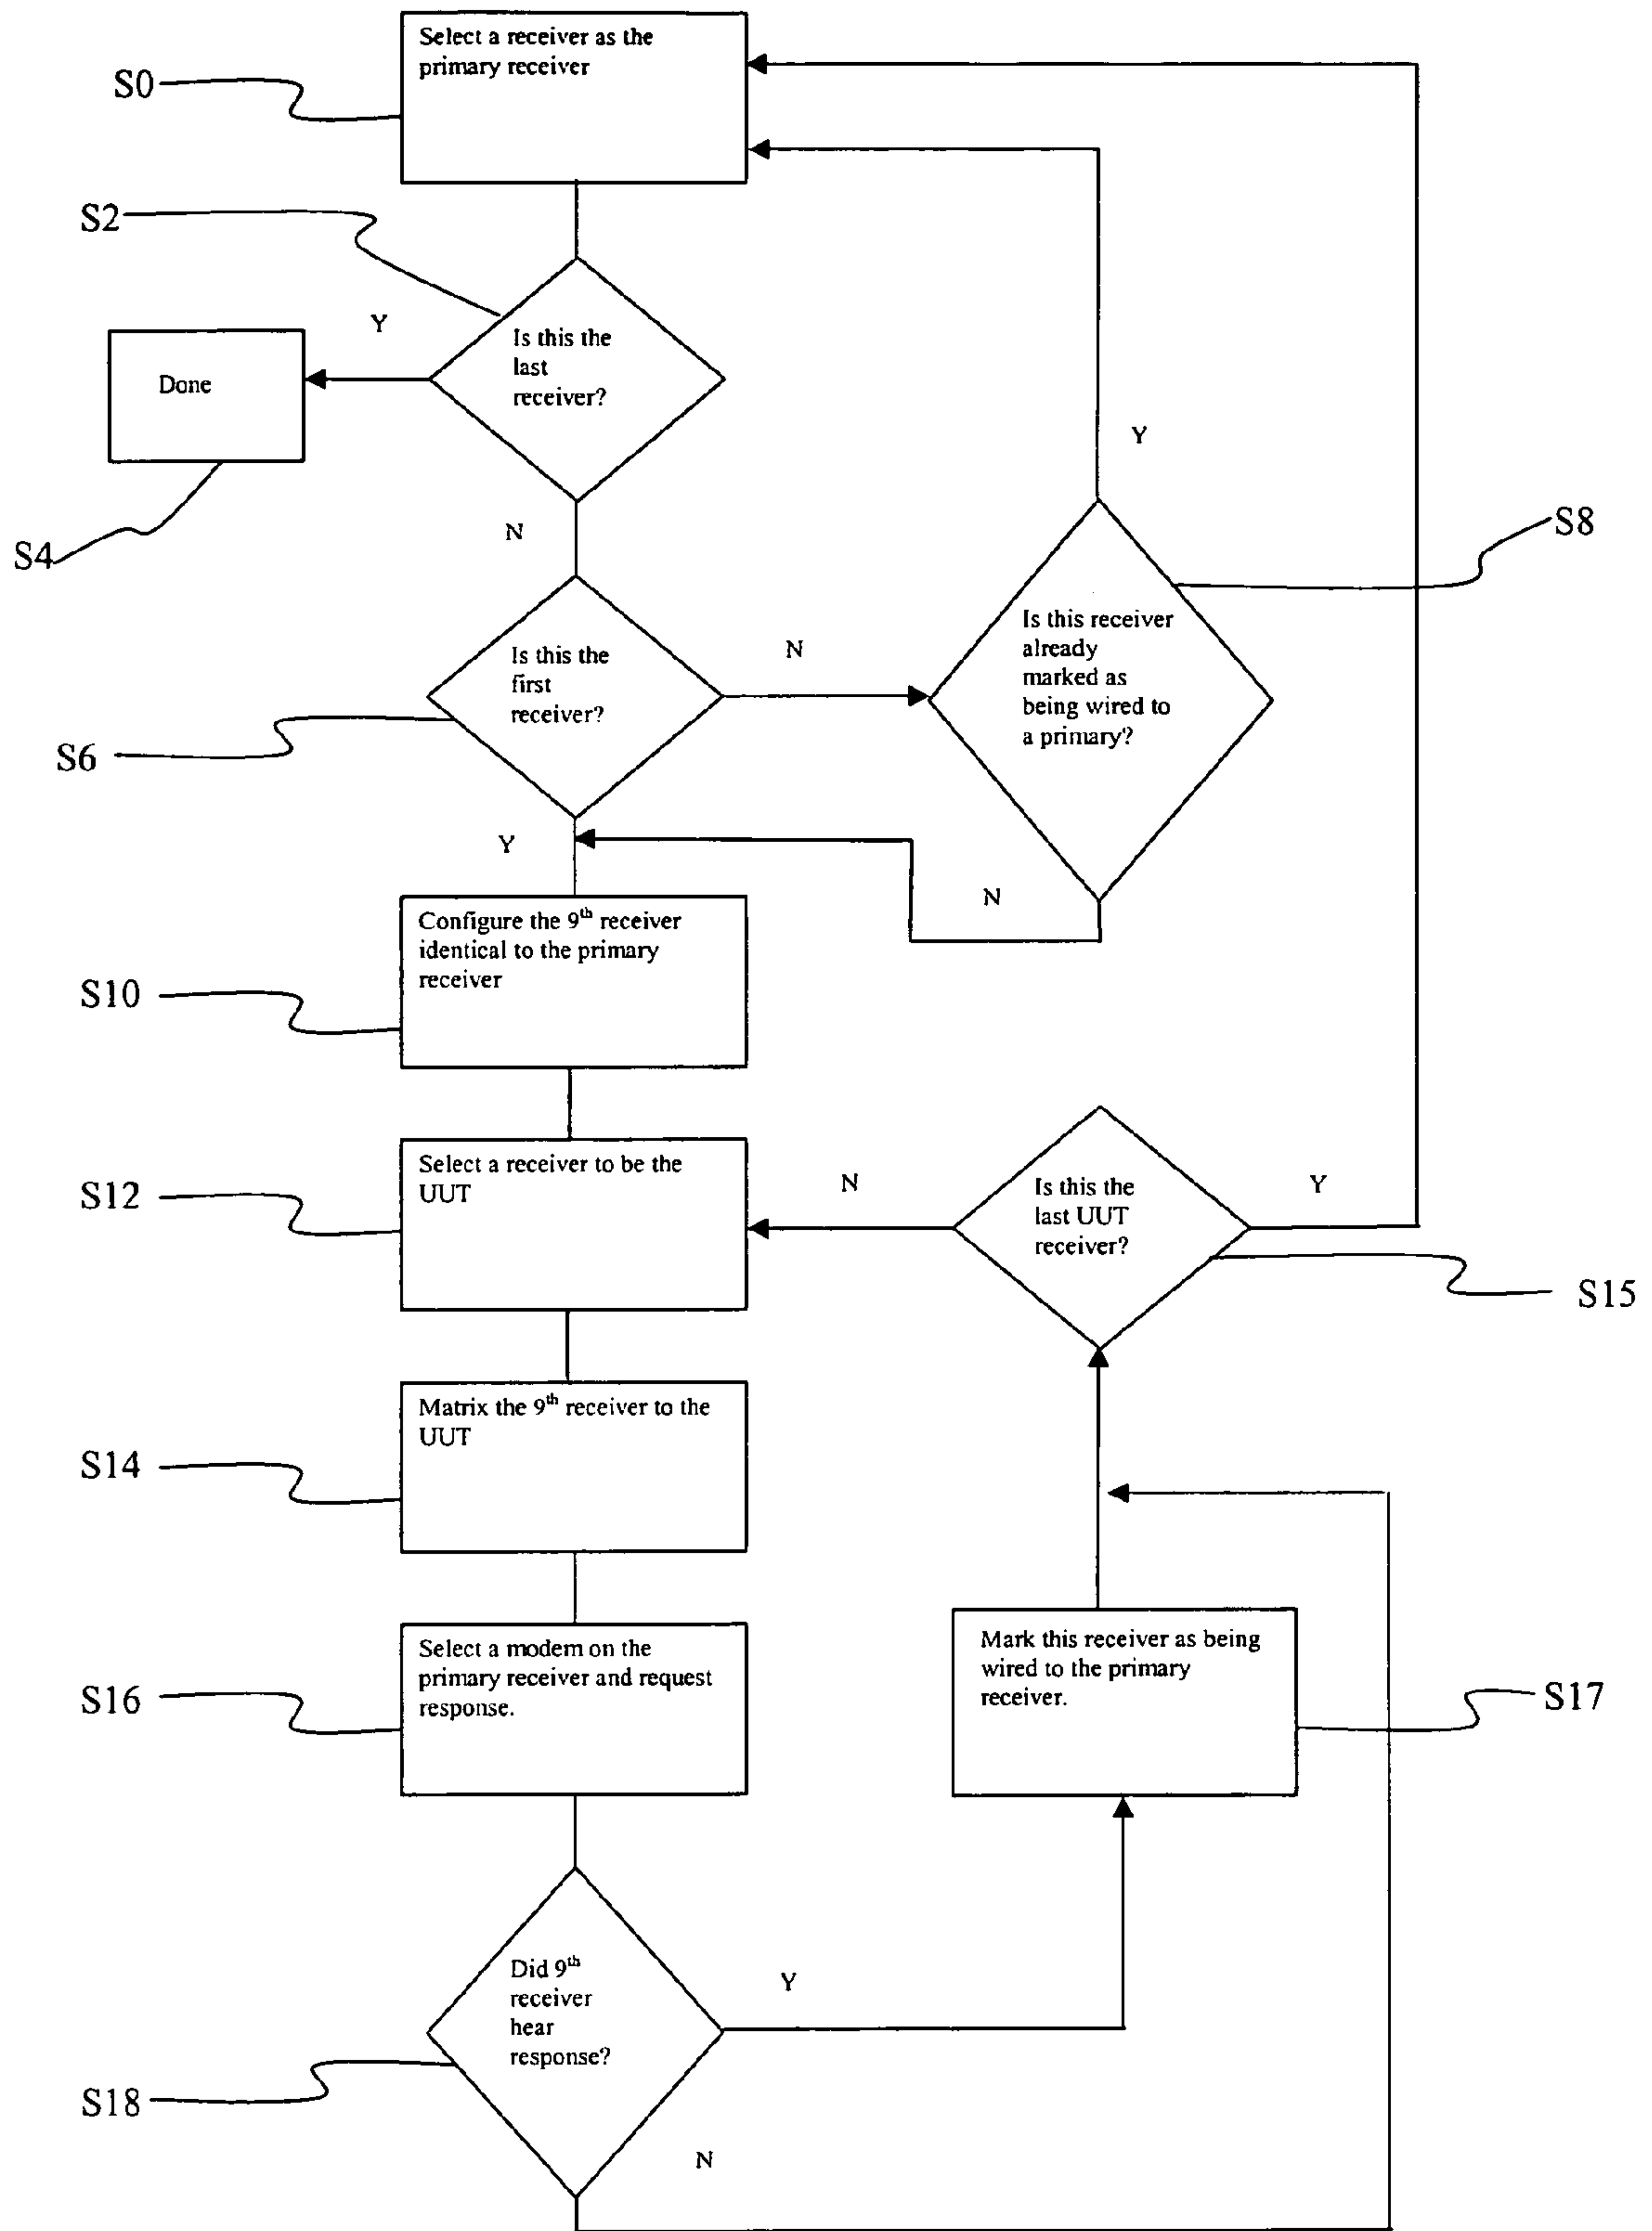 Select a receiver as the
primary receiver
S0
S2
Y
Is this the
last
receiver?
Done
S4
N
Y
S8
Is this the
first
receiver?
N
Is this receiver
already
marked as
being wired to
a primary?
S6
Y
N
Configure the 9th receiver
identical to the primary
receiver
S10
Select a receiver to be the
UUT
S12
N
Is this the
last UUT
receiver?
Y
S15
Matrix the 9th receiver to the
UUT
S14
Select a modem on the
primary receiver and request
response.
S16
Mark this receiver as being
wired to the primary
receiver.
S17
Did 9th
receiver
hear
response?
Y
S18
N